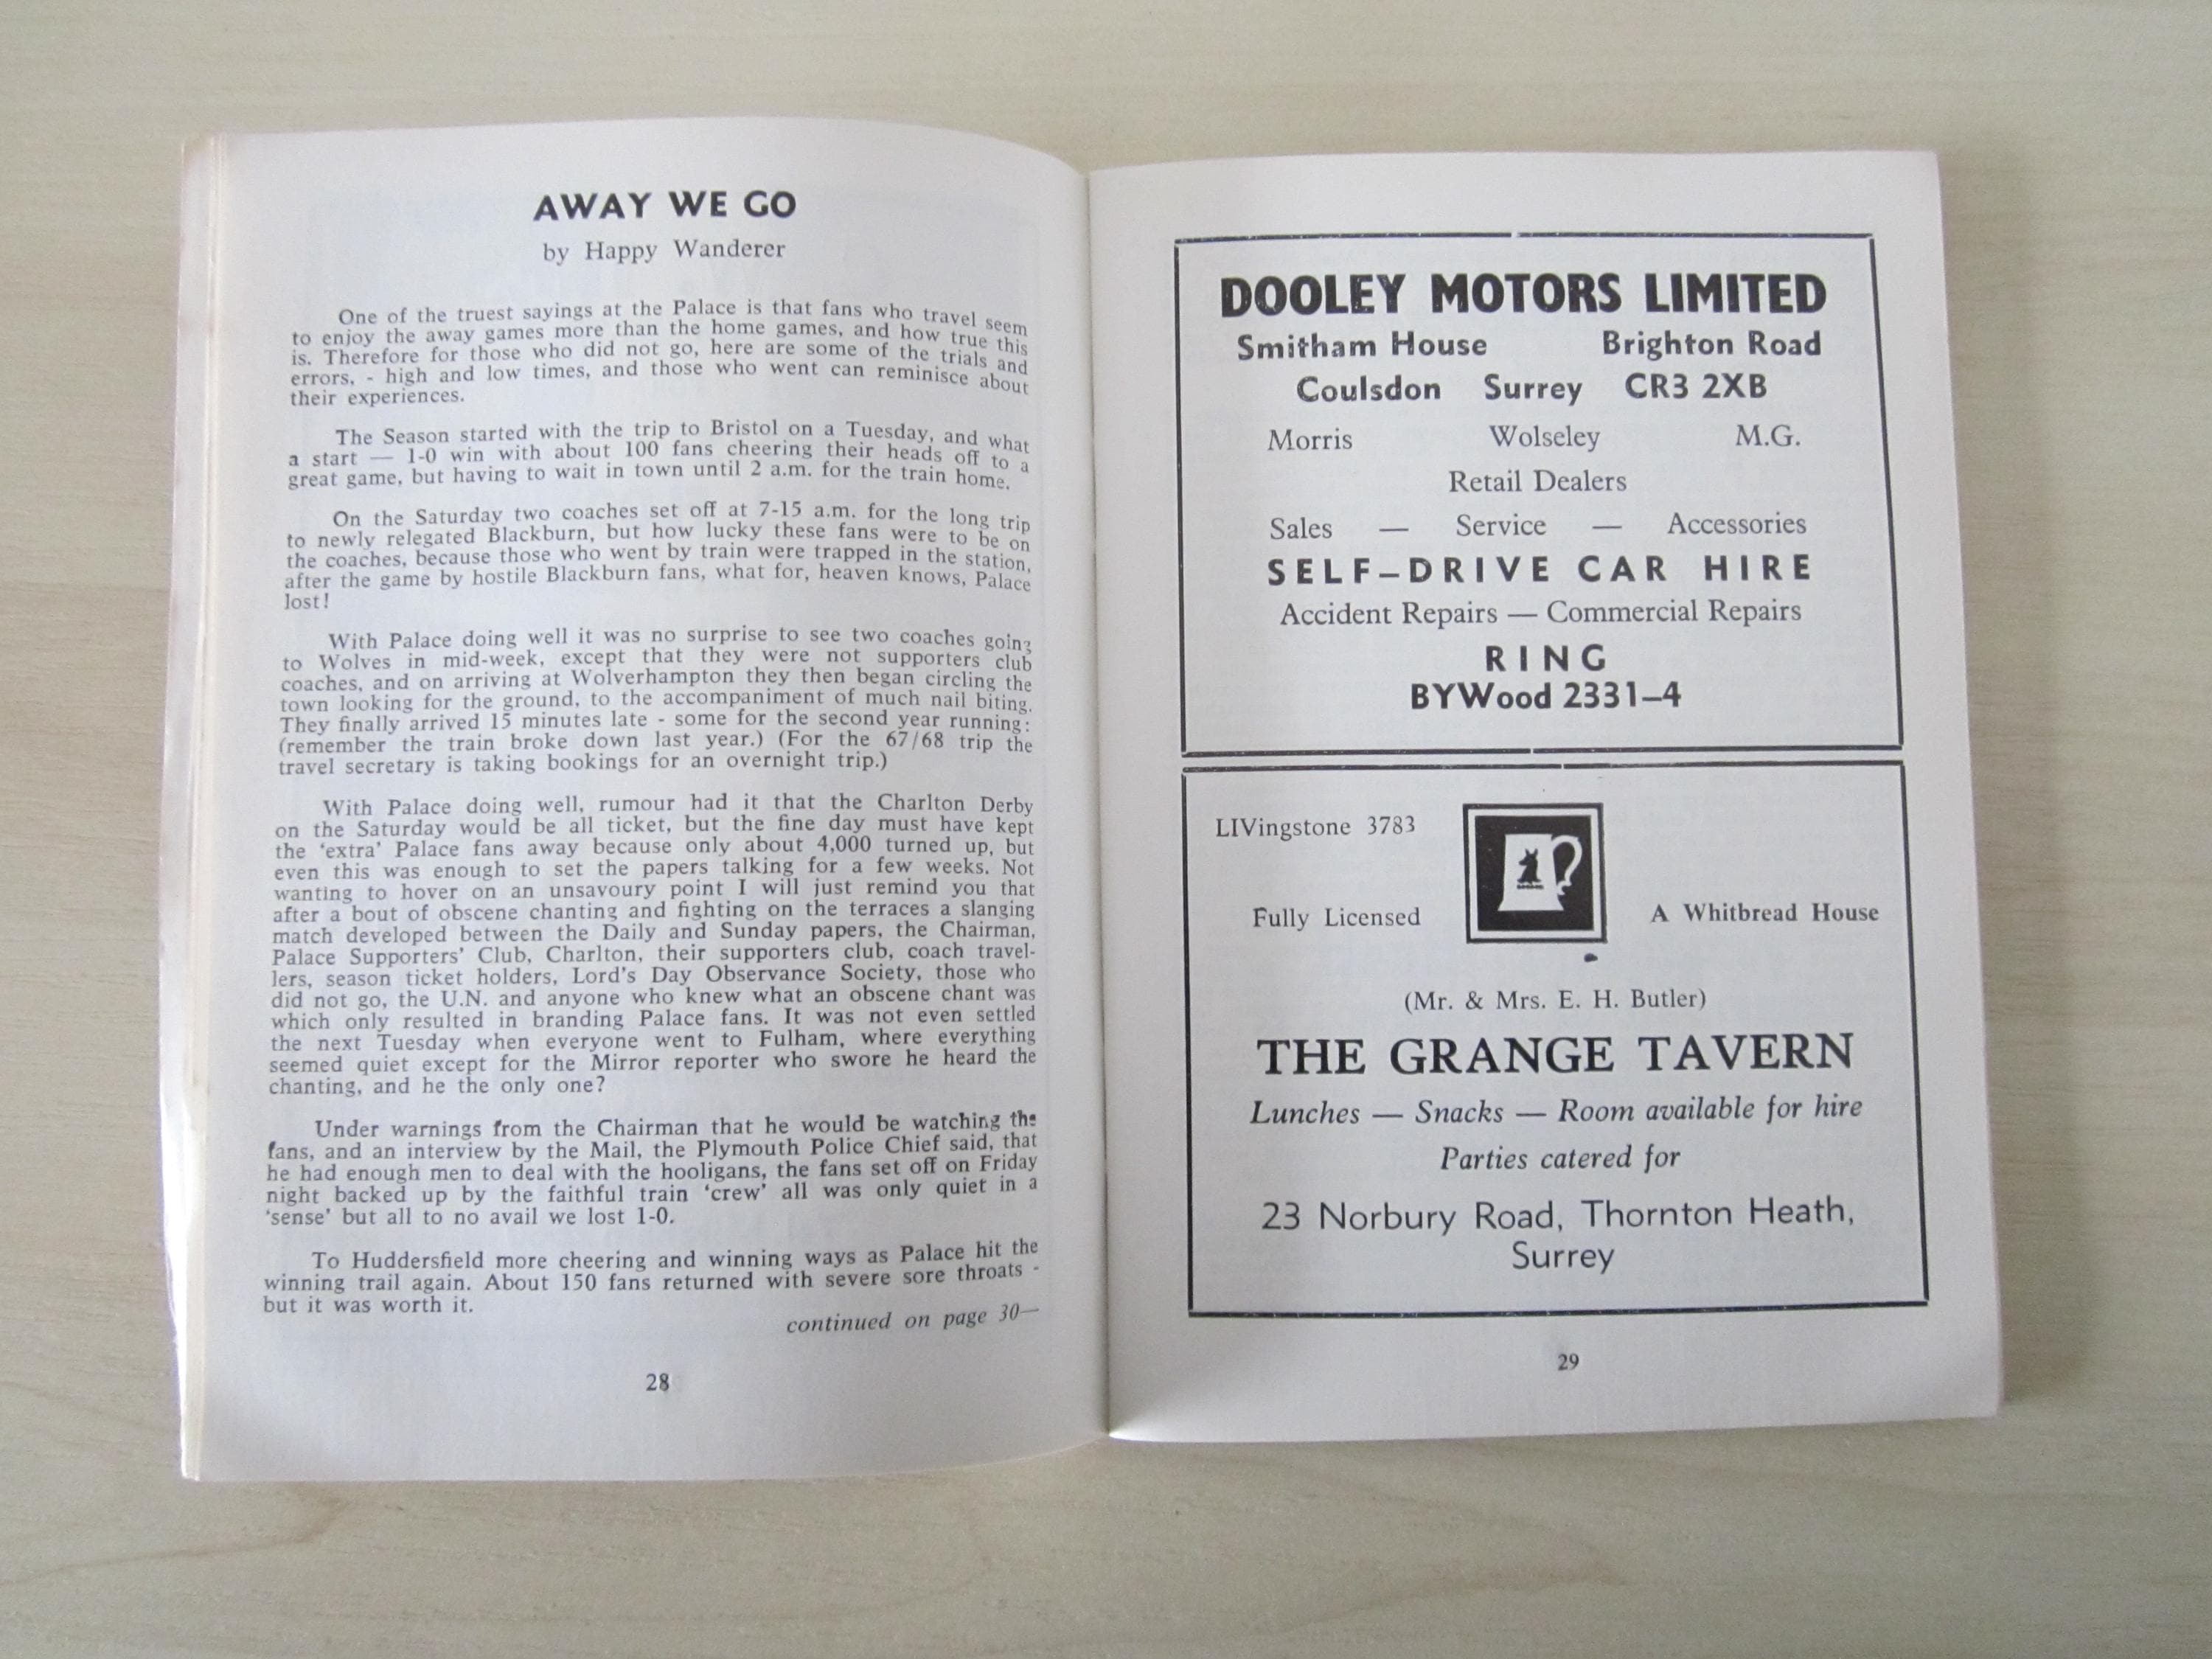 AWAY WE GO
by Happy Wanderer
One of the truest sayings at the Palace is that fans who travel seem
to enjoy the away games more than the home games, and how true this
is. Therefore for those who did not go, here are some of the trials and
errors, - high and low times, and those who went can reminisce about
their experiences.
The Season started with the trip to Bristol on a Tuesday, and what
a start — 1-0 win with about 100 fans cheering their heads off to a
great game, but having to wait in town until 2 a.m. for the train home.
On the Saturday two coaches set off at 7-15 a.m. for the long trip
to newly relegated Blackburn, but how lucky these fans were to be on
the coaches, because those who went by train were trapped in the station,
after the game by hostile Blackburn fans, what for, heaven knows, Palace
lost!
With Palace doing well it was no surprise to see two coaches going
to Wolves in mid-week, except that they were not supporters club
coaches, and on arriving at Wolverhampton they then began circling the
town looking for the ground, to the accompaniment of much nail biting.
They finally arrived 15 minutes late - some for the second year running:
(remember the train broke down last year.) (For the 67/68 trip the
travel secretary is taking bookings for an overnight trip.)
With Palace doing well, rumour had it that the Charlton Derby
on the Saturday would be all ticket, but the fine day must have kept
the 'extra' Palace fans away because only about 4,000 turned up, but
even this was enough to set the papers talking for a few weeks. Not
wanting to hover on an unsavoury point I will just remind you that
after a bout of obscene chanting and fighting on the terraces a slanging
match developed between the Daily and Sunday papers, the Chairman,
Palace Supporters' Club, Charlton, their supporters club, coach travel-
lers, season ticket holders, Lord's Day Observance Society, those who
did not go, the U.N. and anyone who knew what an obscene chant was
which only resulted in branding Palace fans. It was not even settled
the next Tuesday when everyone went to Fulham, where everything
seemed quiet except for the Mirror reporter who swore he heard the
chanting, and he the only one?
Under warnings from the Chairman that he would be watching the
fans, and an interview by the Mail, the Plymouth Police Chief said, that
he had enough men to deal with the hooligans, the fans set off on Friday
night backed up by the faithful train 'crew' all was only quiet in a
'sense' but all to no avail we lost 1-0.
To Huddersfield more cheering and winning ways as Palace hit the
winning trail again. About 150 fans returned with severe sore throats -
but it was worth it.
continued on page 30—
28
DOOLEY MOTORS LIMITED
Smitham House Brighton Road
Coulsdon Surrey CR3 2XB
Morris Wolseley M.G.
Retail Dealers
Sales — Service — Accessories
SELF-DRIVE CAR HIRE
Accident Repairs — Commercial Repairs
RING
BYWood 2331-4
LIVingstone 3783
Fully Licensed A Whitbread House
(Mr. & Mrs. E. H. Butler)
THE GRANGE TAVERN
Lunches — Snacks — Room available for hire
Parties catered for
23 Norbury Road, Thornton Heath,
Surrey
29